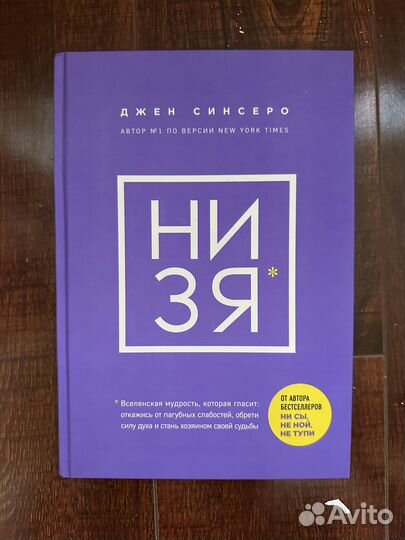 ДЖЕН СИНСЕРО
АВТОР №1 ПО ВЕРСИИ NEW YORK TIMES
НИ
ЗЯ*
* Вселенская мудрость, которая гласит:
откажись от пагубных слабостей, обрети
силу духа и стань хозяином своей судьбы
ОТ АВТОРА
БЕСТСЕЛЛЕРОВ
НИ СЫ,
НЕ НОЙ,
НЕ ТУПИ
Avito